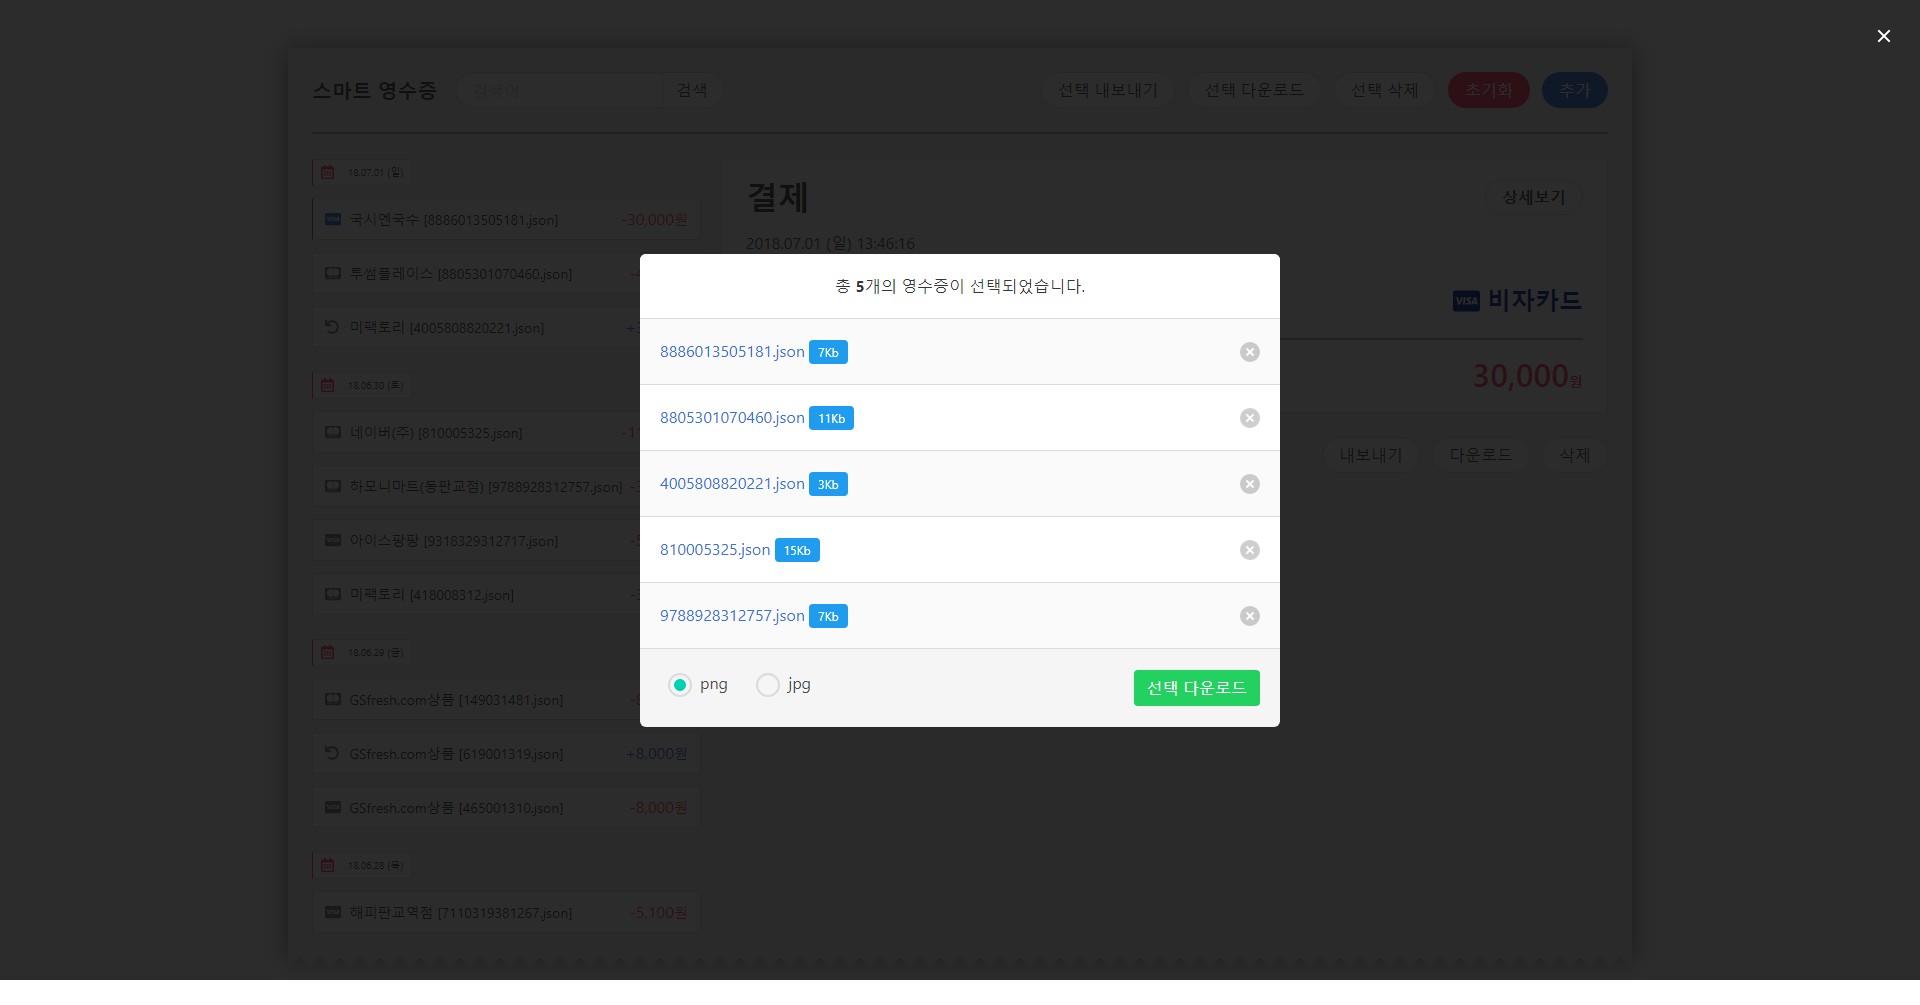 스마트 영수증 검색어 검색 선택 내보내기 선택 다운로드 선택 삭제 초기화 추가
18.07.01 (일)
국시엔국수 [8886013505181.json] -30,000원
투썸플레이스 [8805301070460.json]
미팩토리 [4005808820221.json]
18.06.30 (토)
네이버(주) [810005325.json]
하모니마트(동판교점) [9788928312757.json]
아이스팡팡 [9318329312717.json]
미팩토리 [418008312.json]
18.06.29 (금)
GSfresh.com상품 [149031481.json]
GSfresh.com상품 [619001319.json] +8,000원
GSfresh.com상품 [465001310.json] -8,000원
18.06.28 (목)
해피판교역점 [7110319381267.json] -5,100원
결제 상세보기
2018.07.01 (일) 13:46:16
VISA 비자카드
30,000원
내보내기 다운로드 삭제
총 5개의 영수증이 선택되었습니다.
8886013505181.json 7Kb
8805301070460.json 11Kb
4005808820221.json 3Kb
810005325.json 15Kb
9788928312757.json 7Kb
png jpg 선택 다운로드